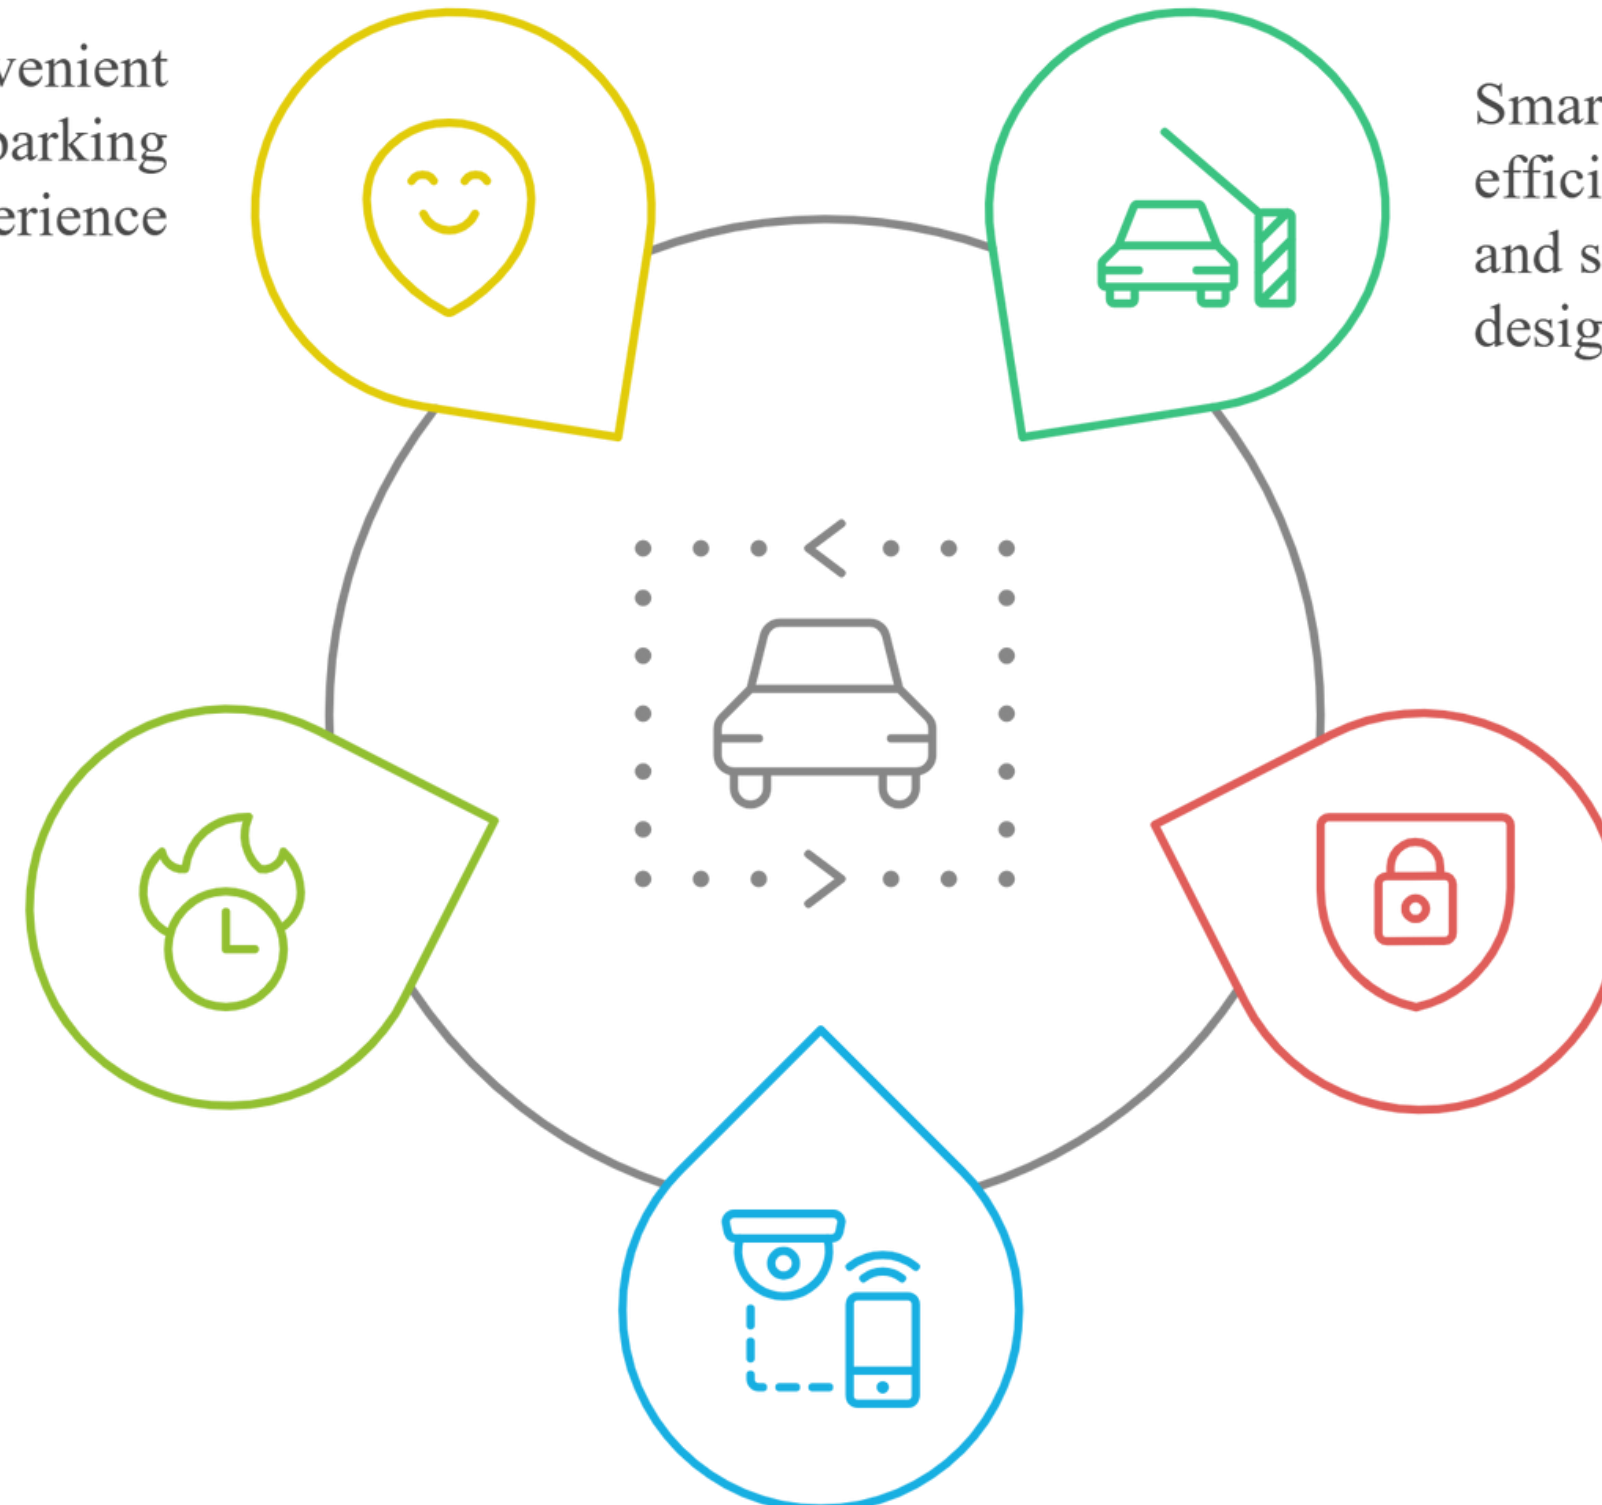 venient
parking
erience
Smar
effici
and s
desig